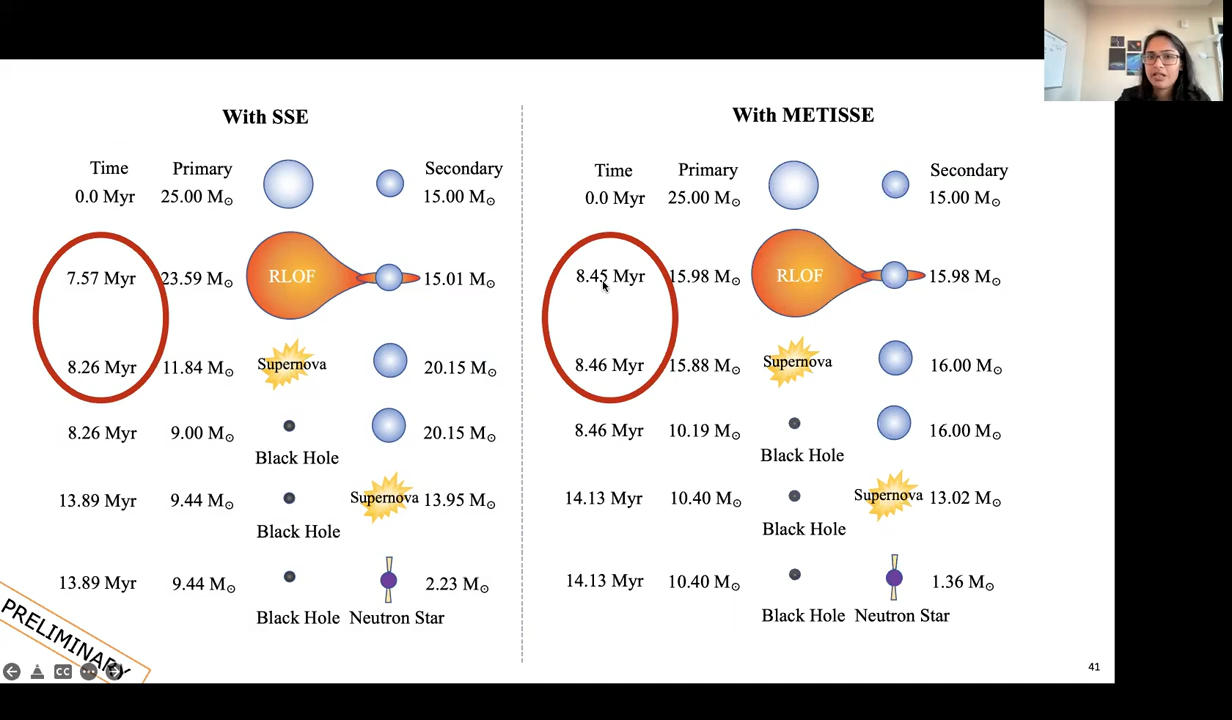 With SSE
Time Primary Secondary
0.0 Myr 25.00 M⊙ 15.00 M⊙
7.57 Myr 23.59 M⊙ RLOF 15.01 M⊙
8.26 Myr 11.84 M⊙ Supernova 20.15 M⊙
8.26 Myr 9.00 M⊙ 20.15 M⊙
Black Hole
13.89 Myr 9.44 M⊙ Supernova 13.95 M⊙
Black Hole
13.89 Myr 9.44 M⊙ 2.23 M⊙
Black Hole Neutron Star
With METISSE
Time Primary Secondary
0.0 Myr 25.00 M⊙ 15.00 M⊙
8.45 Myr 15.98 M⊙ RLOF 15.98 M⊙
8.46 Myr 15.88 M⊙ Supernova 16.00 M⊙
8.46 Myr 10.19 M⊙ 16.00 M⊙
Black Hole
14.13 Myr 10.40 M⊙ Supernova 13.02 M⊙
Black Hole
14.13 Myr 10.40 M⊙ 1.36 M⊙
Black Hole Neutron Star
PRELIMINARY
CC
41